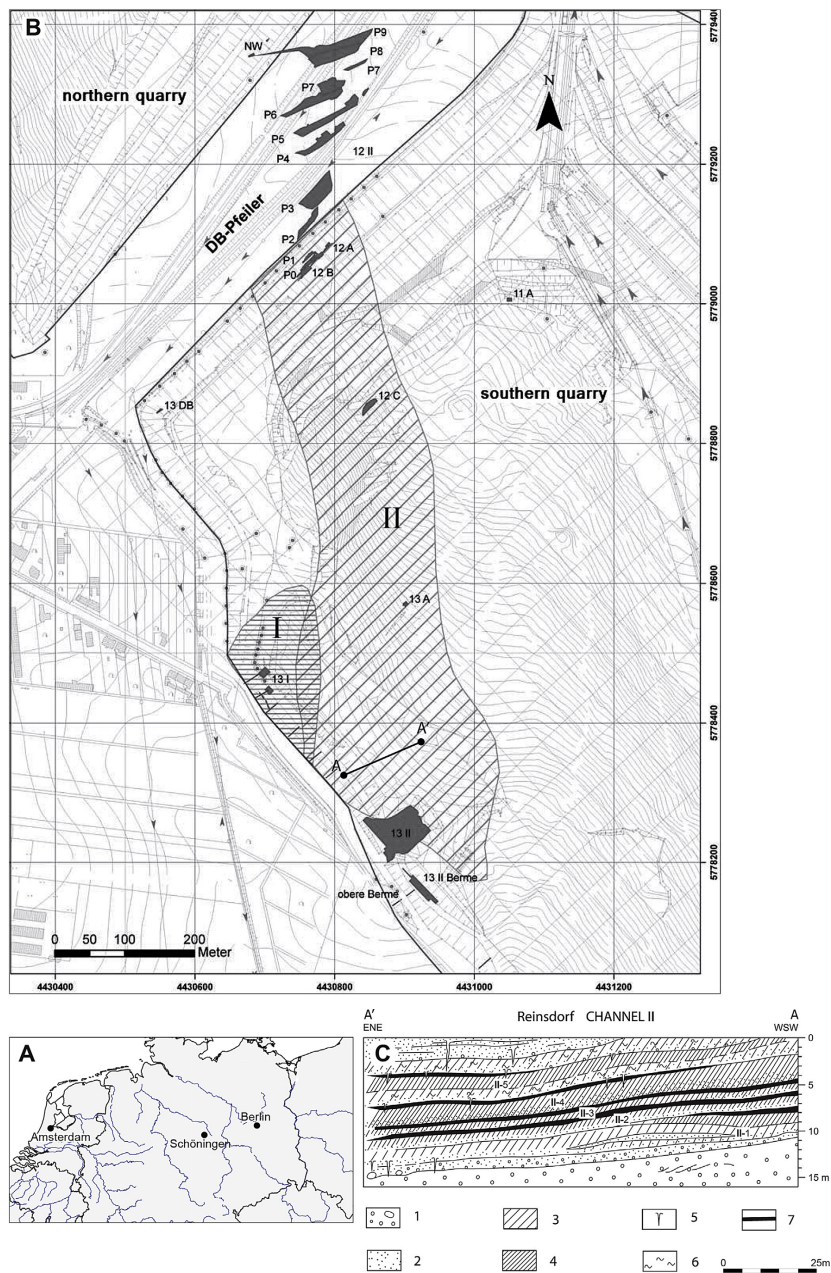 B
5779400
NW
P9
P8
P7
northern quarry
P7
N
P6
P5
P4
12 II
5779200
P3
DB-Pfeiler
P2
12 A
P1
12 B
P0
11 A
5779000
southern quarry
12 C
13 DB
5778800
II
5778600
13 A
I
13 I
5778400
A'
A
13 II
5778200
13 II Berme
obere Berme
0 50 100 200
Meter
4430400 4430600 4430800 4431000 4431200
A
Amsterdam
Schöningen
Berlin
A' Reinsdorf CHANNEL II A
ENE WSW
C
0
II-5
5
II-4
II-3
II-2
II-1
10
15 m
1 3 5 7
2 4 6
0 25m